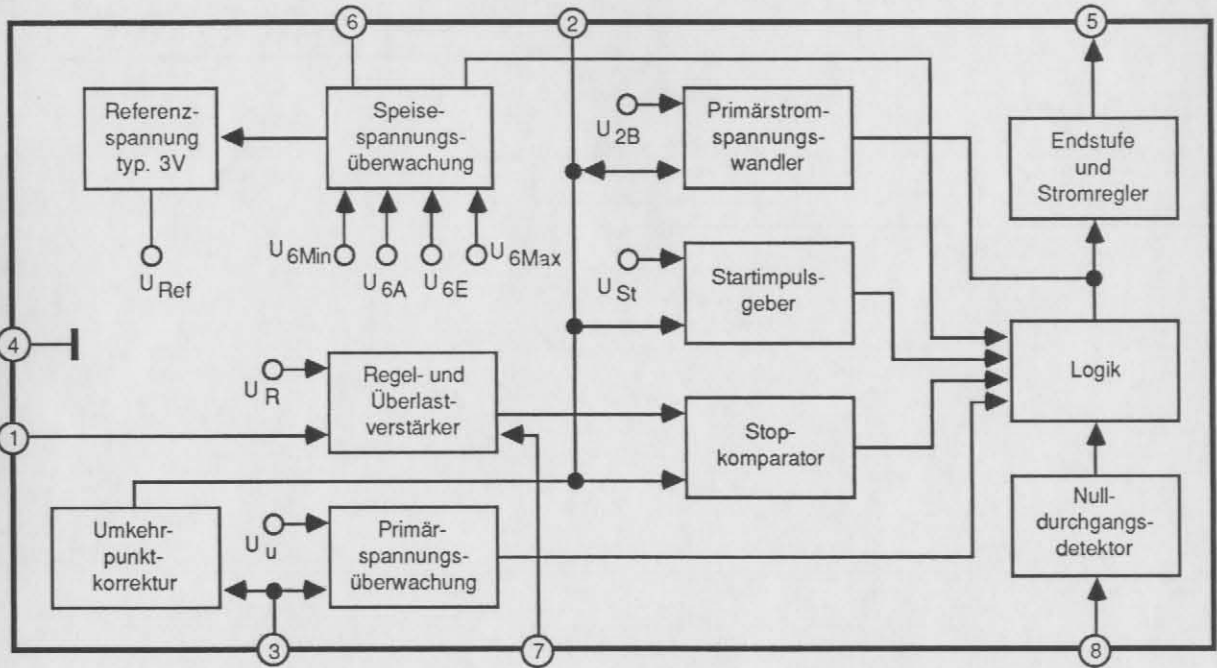 6
2
5
Referenz-
spannung
typ. 3V
Speise-
spannungs-
überwachung
U2B
Primärstrom-
spannungs-
wandler
Endstufe
und
Stromregler
URef
U6Min
U6A
U6E
U6Max
USt
Startimpuls-
geber
4
UR
Regel- und
Überlast-
verstärker
Logik
1
Stop-
komparator
Umkehr-
punkt-
korrektur
Uu
Primär-
spannungs-
überwachung
Null-
durchgangs-
detektor
3
7
8